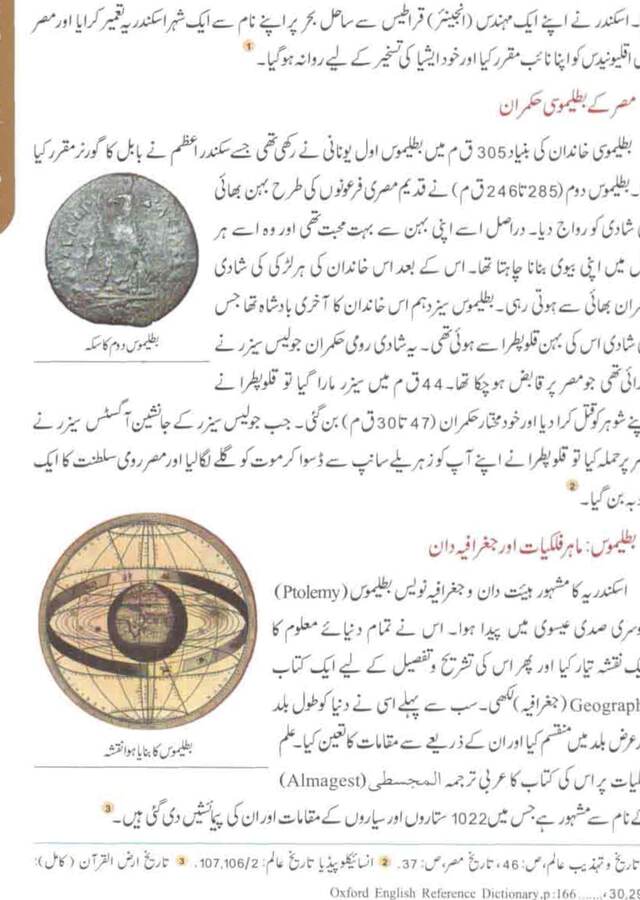 ۔ اسکندر نے اپنے ایک مہندس (انجینئر) قراطیس سے ساحل بحر پر اپنے نام سے ایک شہر اسکندریہ تعمیر کرایا اور مصر
اقلیونیدس کو اپنا نائب مقرر کیا اور خود ایشیا کی تسخیر کے لیے روانہ ہو گیا۔ 1
مصر کے بطلیموسی حکمران
بطلیموسی خاندان کی بنیاد 305 ق م میں بطلیموس اول یونانی نے رکھی تھی جسے سکندر اعظم نے بابل کا گورنر مقرر کیا
۔ بطلیموس دوم (285 تا 246 ق م) نے قدیم مصری فرعونوں کی طرح بہن بھائی
شادی کو رواج دیا۔ دراصل اسے اپنی بہن سے بہت محبت تھی اور وہ اسے ہر
میں اپنی بیوی بنانا چاہتا تھا۔ اس کے بعد اس خاندان کی ہر لڑکی کی شادی
بھائی سے ہوتی رہی۔ بطلیموس سیزدہم اس خاندان کا آخری بادشاہ تھا جس
شادی اس کی بہن قلوپطرا سے ہوئی تھی۔ یہ شادی رومی حکمران جولیس سیزر نے
تھی جو مصر پر قابض ہو چکا تھا۔ 44 ق م میں سیزر مارا گیا تو قلوپطرا نے
شوہر کو قتل کرا دیا اور خود مختار حکمران (47 تا 30 ق م) بن گئی۔ جب جولیس سیزر کے جانشین آگسٹس سیزر نے
پر حملہ کیا تو قلوپطرا نے اپنے آپ کو زہریلے سانپ سے ڈسوا کر موت کو گلے لگا لیا اور مصر رومی سلطنت کا ایک
بن گیا۔ 2
بطلیموس دوم کا سکہ
بطلیموس: ماہر فلکیات اور جغرافیہ دان
اسکندریہ کا مشہور ہیئت دان و جغرافیہ نویس بطلیموس (Ptolemy)
صدی عیسوی میں پیدا ہوا۔ اس نے تمام دنیائے معلوم کا
نقشہ تیار کیا اور پھر اس کی تشریح و تفصیل کے لیے ایک کتاب
Geograph (جغرافیہ) لکھی۔ سب سے پہلے اسی نے دنیا کو طول بلد
عرض بلد میں منقسم کیا اور ان کے ذریعے سے مقامات کا تعین کیا۔ علم
پر اس کی کتاب کا عربی ترجمہ المجسطی (Almagest)
کے نام سے مشہور ہے جس میں 1022 ستاروں اور سیاروں کے مقامات اور ان کی پیمائشیں دی گئی ہیں۔ 3
بطلیموس کا بنایا ہوا نقشہ
تاریخ و تہذیب عالم، ص: 46، تاریخ مصر، ص: 37۔ 2 انسائیکلوپیڈیا تاریخ عالم: 107,106/2۔ 3 تاریخ ارض القرآن (کامل):
30,29،......Oxford English Reference Dictionary,p:166